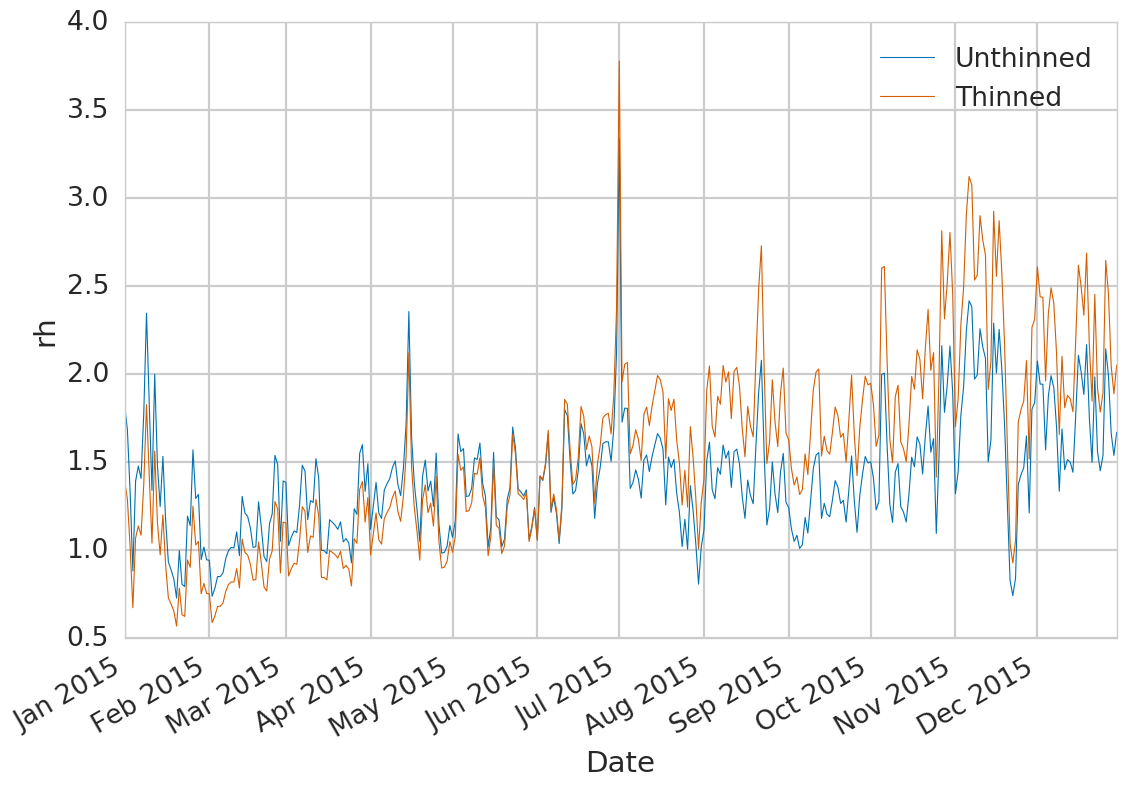 4.0
3.5
3.0
2.5
2.0
1.5
1.0
0.5
rh
Unthinned
Thinned
Jan 2015
Feb 2015
Mar 2015
Apr 2015
May 2015
Jun 2015
Jul 2015
Aug 2015
Sep 2015
Oct 2015
Nov 2015
Dec 2015
Date